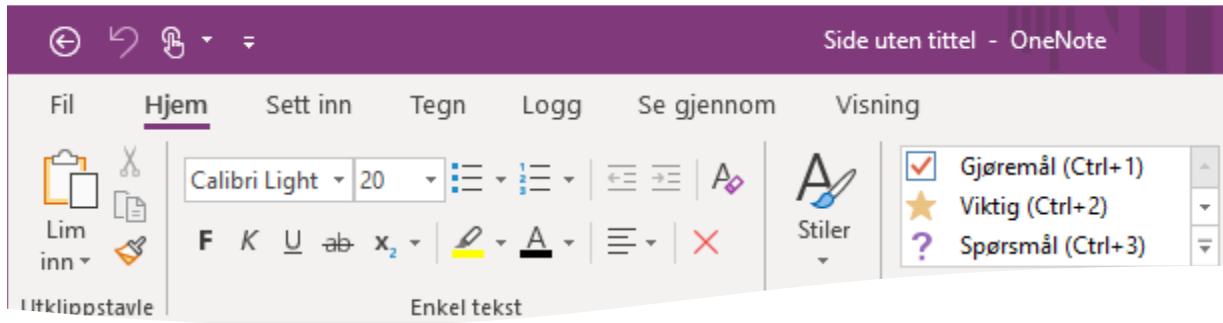 Side uten tittel - OneNote
Fil Hjem Sett inn Tegn Logg Se gjennom Visning
Calibri Light 20
Lim
inn
F K U ab x₂ A
Stiler
Gjøremål (Ctrl+1)
Viktig (Ctrl+2)
Spørsmål (Ctrl+3)
Utklippstavle Enkel tekst